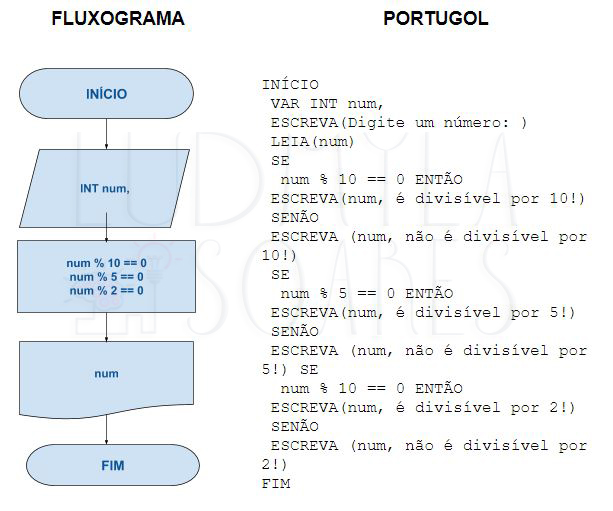 FLUXOGRAMA
INÍCIO
INT num,
num % 10 == 0
num % 5 == 0
num % 2 == 0
num
FIM
PORTUGOL
INÍCIO
VAR INT num,
ESCREVA(Digite um número: )
LEIA(num)
SE
num % 10 == 0 ENTÃO
ESCREVA(num, é divisível por 10!)
SENÃO
ESCREVA (num, não é divisível por
10!)
SE
num % 5 == 0 ENTÃO
ESCREVA(num, é divisível por 5!)
SENÃO
ESCREVA (num, não é divisível por
5!) SE
num % 10 == 0 ENTÃO
ESCREVA(num, é divisível por 2!)
SENÃO
ESCREVA (num, não é divisível por
2!)
FIM
LUDMILA
SOARES